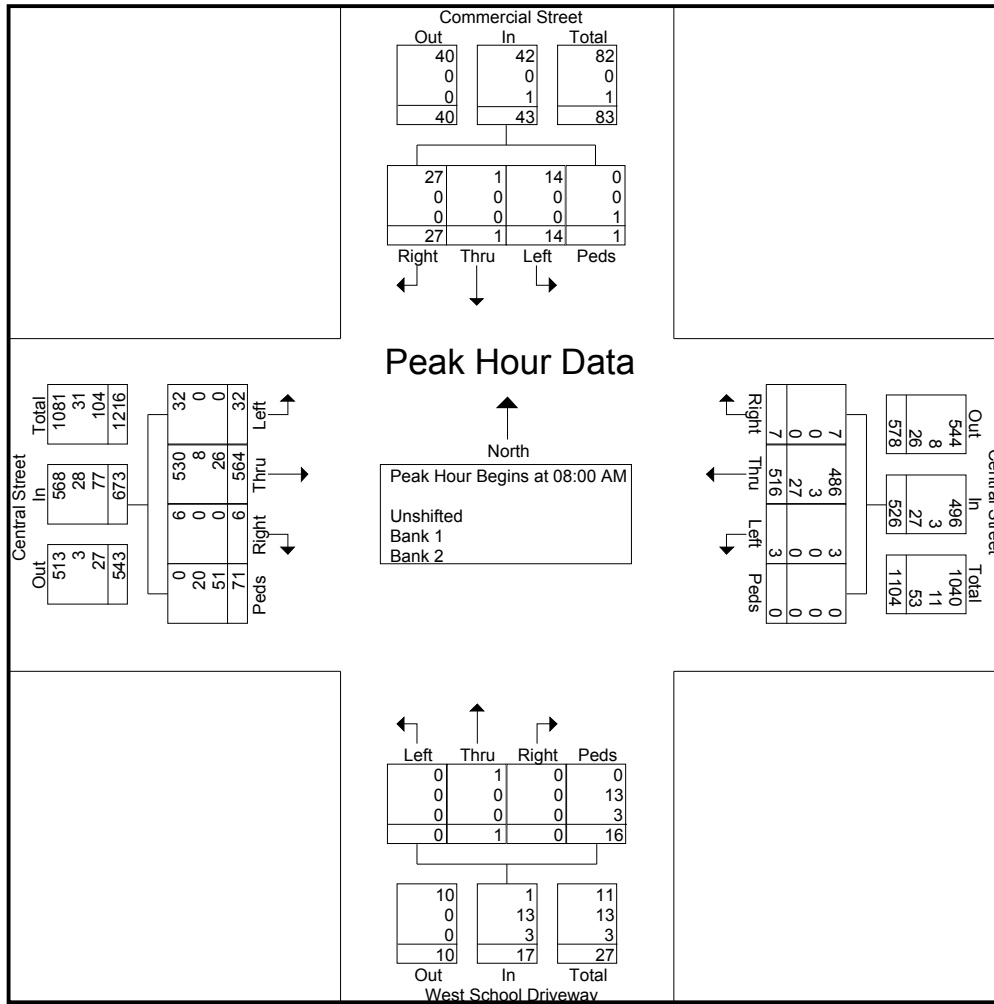 Commercial Street
Out In Total
40 42 82
0 0 0
0 1 1
40 43 83
27 1 14 0
0 0 0 0
0 0 0 1
27 1 14 1
Right Thru Left Peds
Peak Hour Data
North
Peak Hour Begins at 08:00 AM
Unshifted
Bank 1
Bank 2
Central Street
Out In Total
513 568 1081
3 28 31
27 77 104
543 673 1216
Left Thru Right Peds
32 530 6 0
0 8 0 20
0 26 0 51
32 564 6 71
Central Street
Out In Total
544 496 1040
8 3 11
26 27 53
578 526 1104
Right Thru Left Peds
7 486 3 0
0 3 0 0
0 27 0 0
7 516 3 0
Left Thru Right Peds
0 1 0 0
0 0 0 13
0 0 0 3
0 1 0 16
10 1 11
0 13 13
0 3 3
10 17 27
Out In Total
West School Driveway